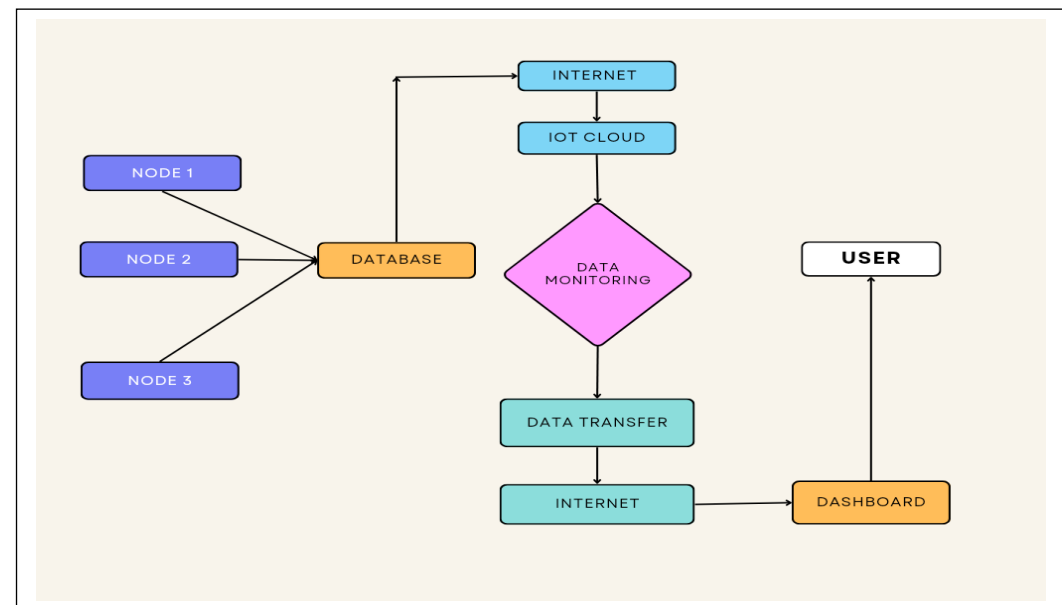 INTERNET
IOT CLOUD
NODE 1
NODE 2
DATABASE
NODE 3
DATA
MONITORING
DATA TRANSFER
INTERNET
DASHBOARD
USER